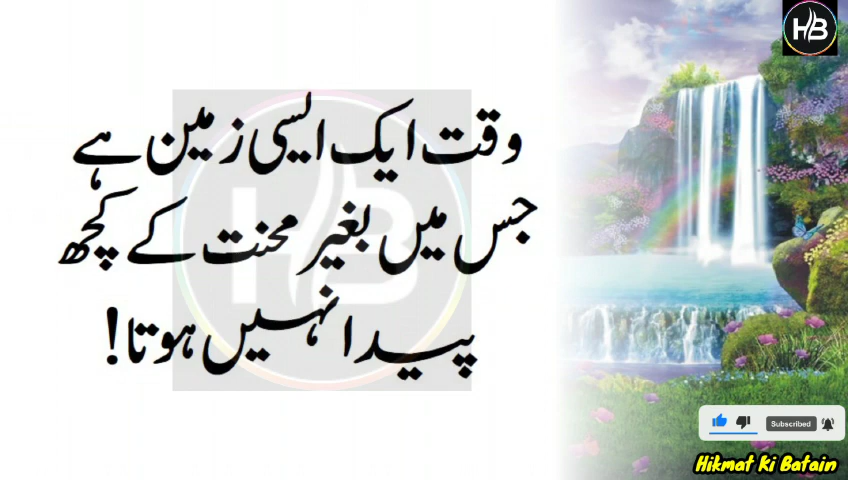 وقت ایک ایسی زمین ہے
جس میں بغیر محنت کے کچھ
پیدا نہیں ہوتا!
HB
HB
Subscribed
Hikmat Ki Batain